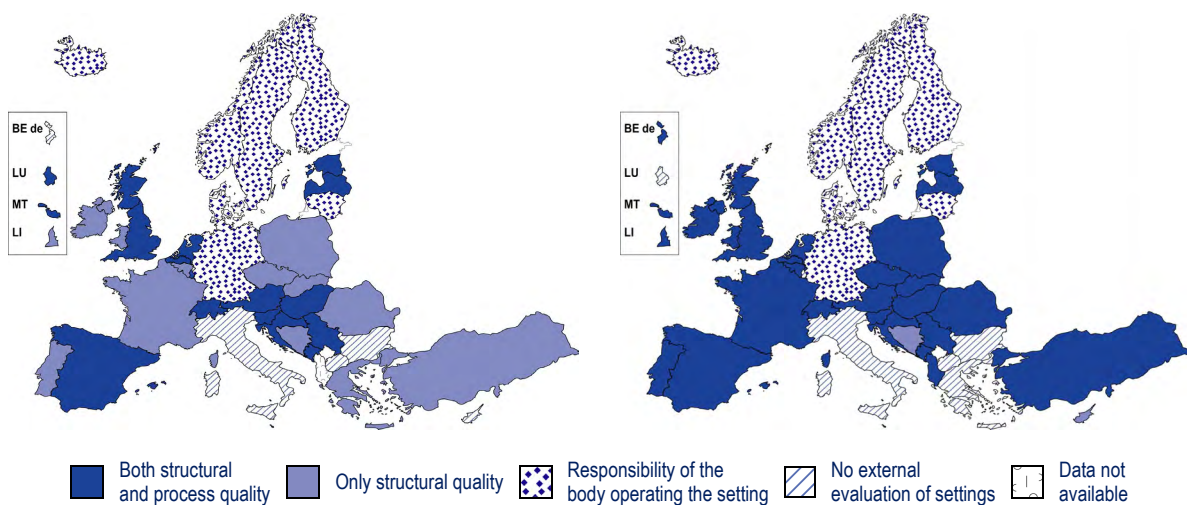 BE de
LU
MT
LI
BE de
LU
MT
LI
Both structural
and process quality
Only structural quality
Responsibility of the
body operating the setting
No external
evaluation of settings
Data not
available